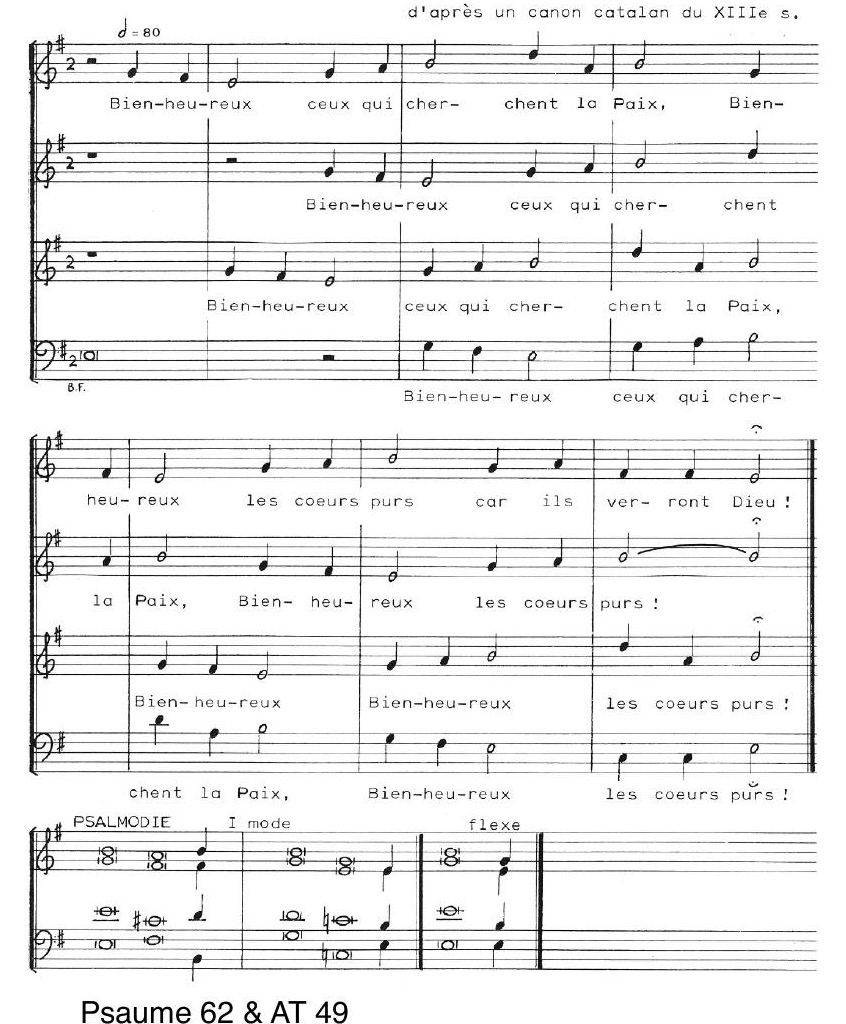 d'après un canon catalan du XIIIe s.
= 80
Bien-heu-reux ceux qui cher- chent la Paix, Bien-
Bien-heu-reux ceux qui cher- chent
Bien-heu-reux ceux qui cher- chent la Paix,
B.F.
Bien-heu- reux ceux qui cher-
heu- reux les coeurs purs car ils ver- ront Dieu !
la Paix, Bien- heu- reux les coeurs purs !
Bien-heu-reux Bien-heu-reux les coeurs purs !
chent la Paix, Bien-heu-reux les coeurs purs !
PSALMODIE I mode flexe
Psaume 62 & AT 49